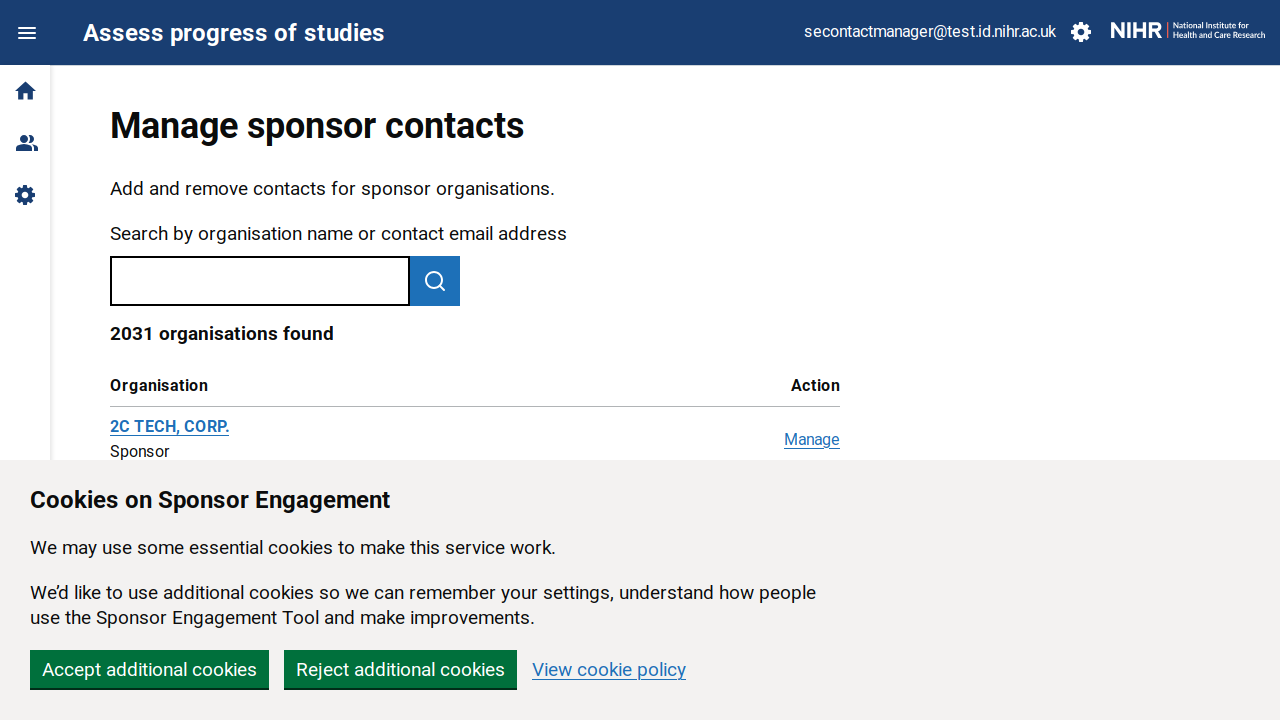 Assess progress of studies
secontactmanager@test.id.nihr.ac.uk
NIHR
National Institute for
Health and Care Research
Manage sponsor contacts
Add and remove contacts for sponsor organisations.
Search by organisation name or contact email address
2031 organisations found
Organisation
Action
2C TECH, CORP.
Sponsor
Manage
Cookies on Sponsor Engagement
We may use some essential cookies to make this service work.
We’d like to use additional cookies so we can remember your settings, understand how people
use the Sponsor Engagement Tool and make improvements.
Accept additional cookies
Reject additional cookies
View cookie policy